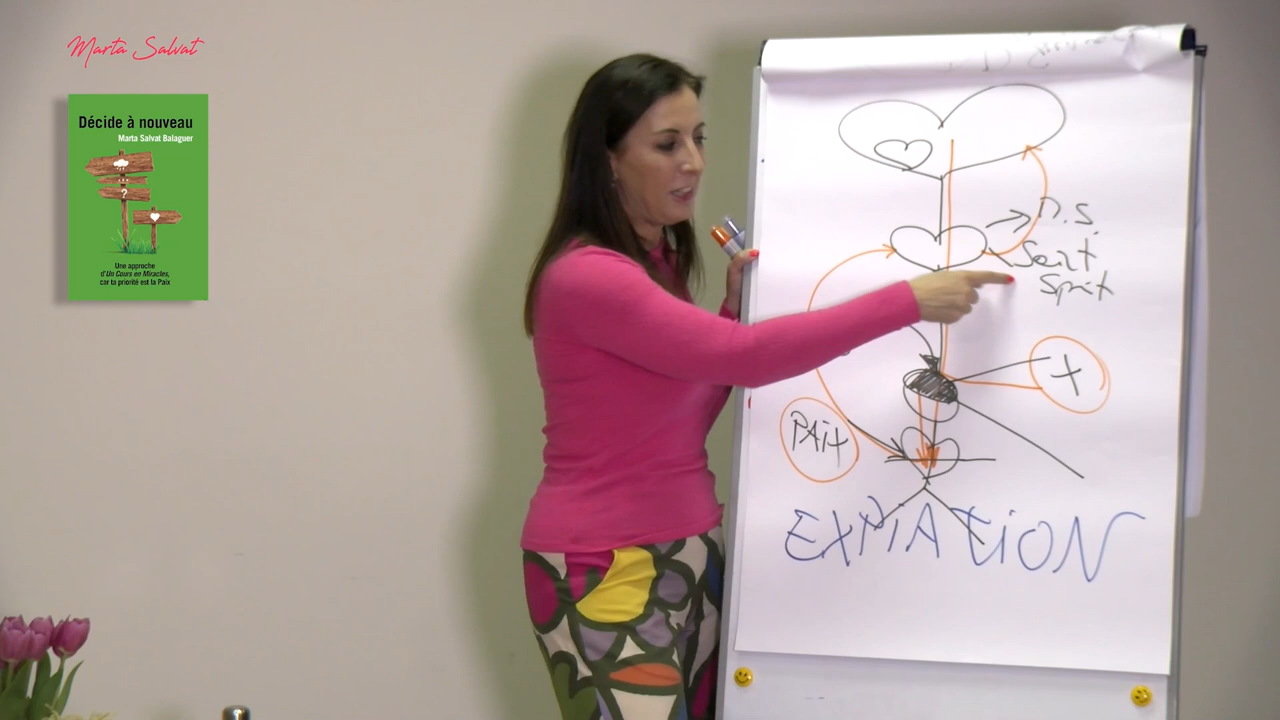 Marta Salvat
Décide à nouveau
Marta Salvat Balaguer
?
Une approche
d'Un Cours en Miracles,
car ta priorité est la Paix
Saint
Sprit
PAix
EXPIATION